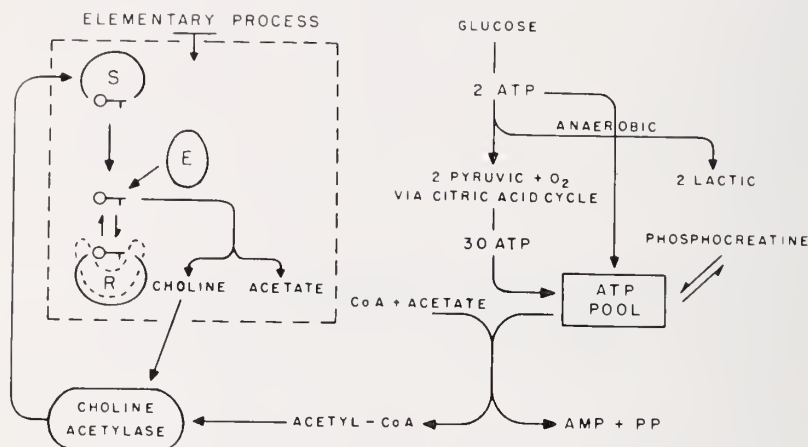 ELEMENTARY PROCESS
S
E
R
CHOLINE
ACETATE
CHOLINE
ACETYLASE
GLUCOSE
2 ATP
ANAEROBIC
2 PYRUVIC + O₂
VIA CITRIC ACID CYCLE
2 LACTIC
30 ATP
PHOSPHOCREATINE
ATP
POOL
CoA + ACETATE
ACETYL-CoA
AMP + PP